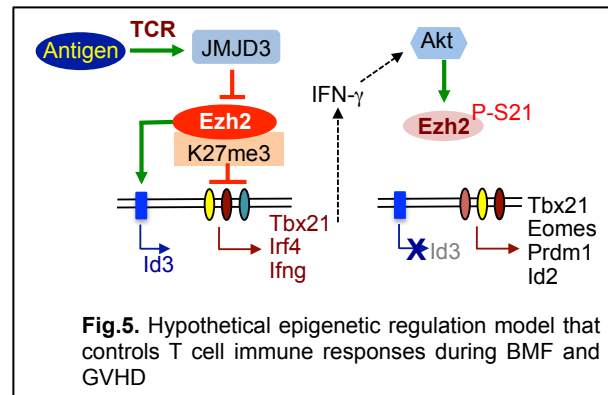 TCR
Antigen
JMJD3
Akt
IFN-γ
Ezh2
P-S21
Ezh2
K27me3
Id3
Tbx21
Irf4
Ifng
X
Id3
Tbx21
Eomes
Prdm1
Id2
Fig.5. Hypothetical epigenetic regulation model that
controls T cell immune responses during BMF and
GVHD